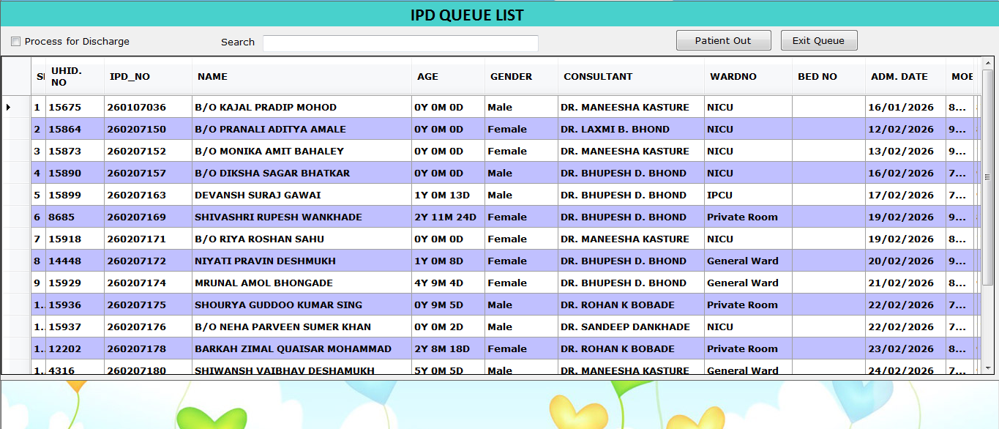 IPD QUEUE LIST
Process for Discharge Search Patient Out Exit Queue
UHID. NO IPD_NO NAME AGE GENDER CONSULTANT WARDNO BED NO ADM. DATE
1 15675 260107036 B/O KAJAL PRADIP MOHOD 0Y 0M 0D Male DR. MANEESHA KASTURE NICU 16/01/2026 8...
2 15864 260207150 B/O PRANALI ADITYA AMALE 0Y 0M 0D Female DR. LAXMI B. BHOND NICU 12/02/2026 9...
3 15873 260207152 B/O MONIKA AMIT BAHALEY 0Y 0M 0D Female DR. MANEESHA KASTURE NICU 13/02/2026 9...
4 15890 260207157 B/O DIKSHA SAGAR BHATKAR 0Y 0M 0D Male DR. BHUPESH D. BHOND NICU 16/02/2026 7...
5 15899 260207163 DEVANSH SURAJ GAWAI 1Y 0M 13D Male DR. BHUPESH D. BHOND IPCU 17/02/2026 7...
6 8685 260207169 SHIVASHRI RUPESH WANKHADE 2Y 11M 24D Female DR. BHUPESH D. BHOND Private Room 19/02/2026 9...
7 15918 260207171 B/O RIYA ROSHAN SAHU 0Y 0M 0D Female DR. MANEESHA KASTURE NICU 19/02/2026 8...
8 14448 260207172 NIYATI PRAVIN DESHMUKH 1Y 0M 8D Female DR. BHUPESH D. BHOND General Ward 20/02/2026 9...
9 15929 260207174 MRUNAL AMOL BHONGADE 4Y 9M 4D Female DR. BHUPESH D. BHOND General Ward 21/02/2026 8...
1.. 15936 260207175 SHOURYA GUDDOO KUMAR SING 0Y 9M 5D Male DR. ROHAN K BOBADE Private Room 22/02/2026 7...
1.. 15937 260207176 B/O NEHA PARVEEN SUMER KHAN 0Y 0M 2D Male DR. SANDEEP DANKHADE NICU 22/02/2026 7...
1.. 12202 260207178 BARKAH ZIMAL QUAISAR MOHAMMAD 2Y 8M 18D Female DR. ROHAN K BOBADE Private Room 23/02/2026 8...
1.. 4316 260207180 SHIWANSH VAIBHAV DESHAMUKH 5Y 0M 5D Male DR. MANEESHA KASTURE General Ward 24/02/2026 7...